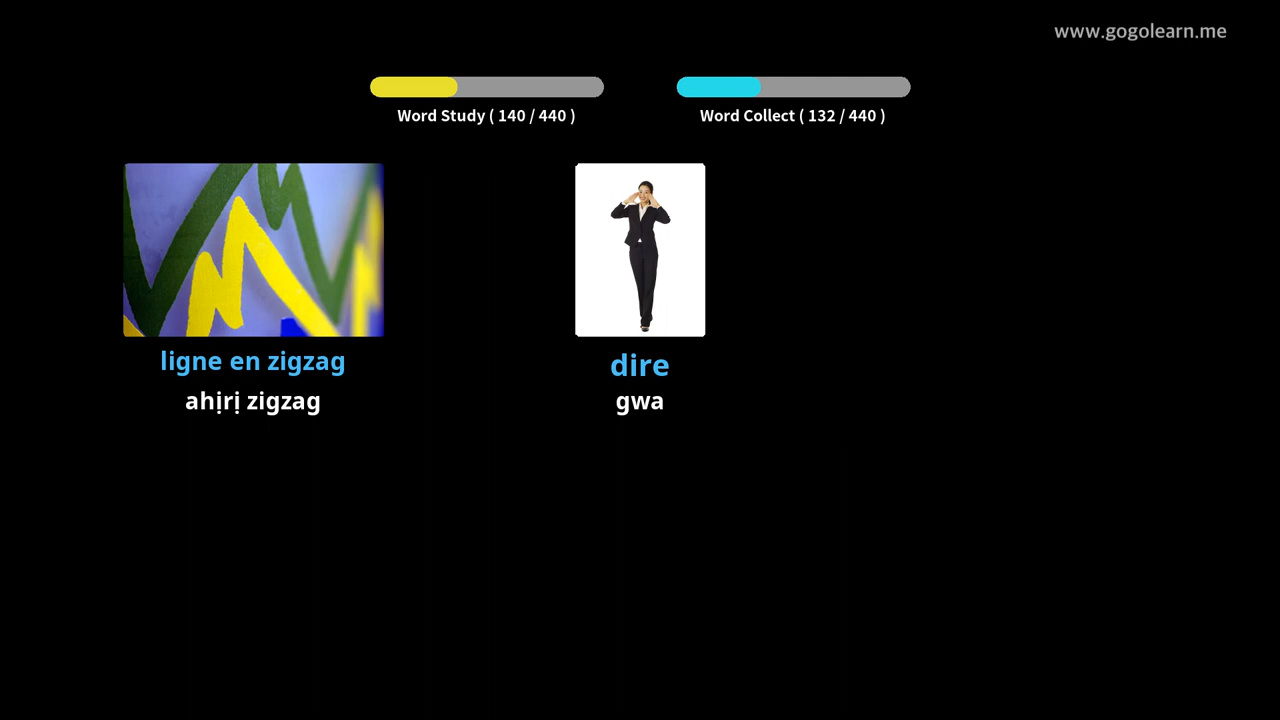 www.gogolearn.me
Word Study ( 140 / 440 )
Word Collect ( 132 / 440 )
ligne en zigzag
ahịrị zigzag
dire
gwa